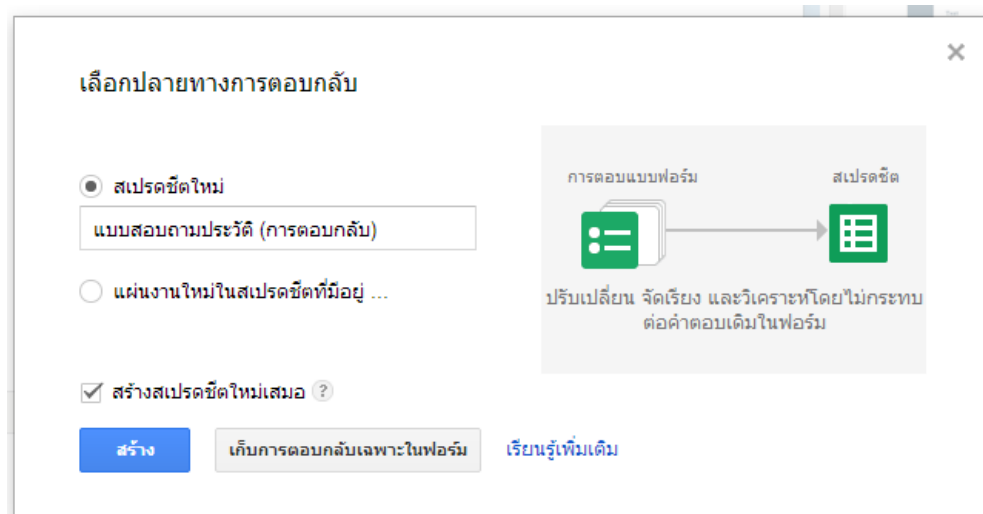 เลือกปลายทางการตอบกลับ
สเปรดชีตใหม่
แบบสอบถามประวัติ (การตอบกลับ)
แผ่นงานใหม่ในสเปรดชีตที่มีอยู่ ...
การตอบแบบฟอร์ม
สเปรดชีต
ปรับเปลี่ยน จัดเรียง และวิเคราะห์โดยไม่กระทบ
ต่อคำตอบเดิมในฟอร์ม
สร้างสเปรดชีตใหม่เสมอ ?
สร้าง
เก็บการตอบกลับเฉพาะในฟอร์ม
เรียนรู้เพิ่มเติม